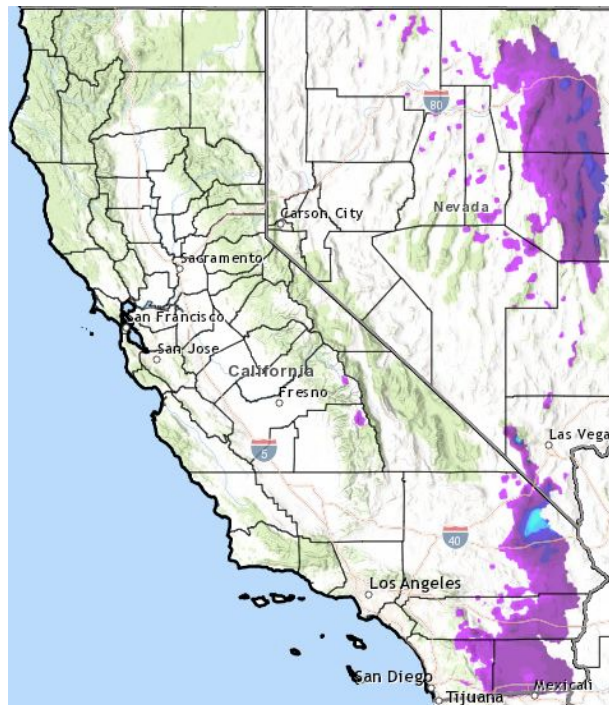 80
Carson City
Nevada
Sacramento
San Francisco
San Jose
California
Fresno
Las Vega
5
40
Los Angeles
San Diego
Mexicali
Tijuana